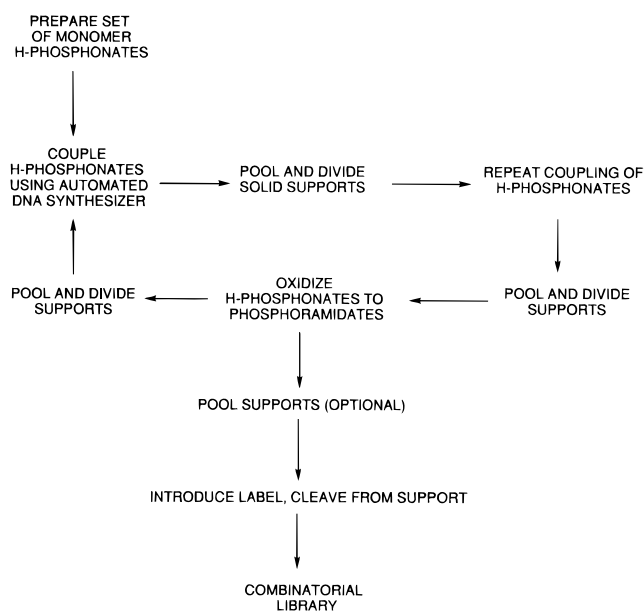 PREPARE SET
OF MONOMER
H-PHOSPHONATES
COUPLE
H-PHOSPHONATES
USING AUTOMATED
DNA SYNTHESIZER
POOL AND DIVIDE
SOLID SUPPORTS
REPEAT COUPLING OF
H-PHOSPHONATES
POOL AND DIVIDE
SUPPORTS
OXIDIZE
H-PHOSPHONATES TO
PHOSPHORAMIDATES
POOL AND DIVIDE
SUPPORTS
POOL SUPPORTS (OPTIONAL)
INTRODUCE LABEL, CLEAVE FROM SUPPORT
COMBINATORIAL
LIBRARY